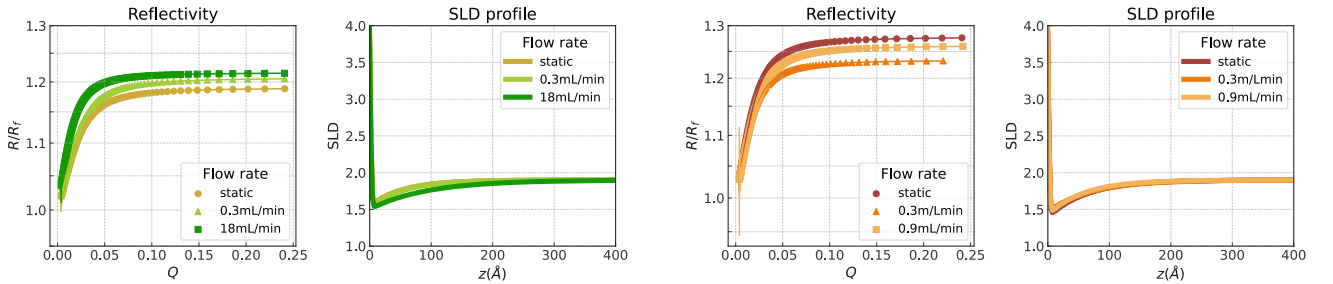 Reflectivity
1.3
1.2
1.1
1.0
R/R_f
0.00
0.05
0.10
0.15
0.20
0.25
Q
Flow rate
static
0.3mL/min
18mL/min
SLD profile
4.0
3.5
3.0
2.5
2.0
1.5
1.0
SLD
0
100
200
300
400
z(Å)
Flow rate
static
0.3mL/min
18mL/min
Reflectivity
1.3
1.2
1.1
1.0
R/R_f
0.00
0.05
0.10
0.15
0.20
0.25
Q
Flow rate
static
0.3m/Lmin
0.9mL/min
SLD profile
4.0
3.5
3.0
2.5
2.0
1.5
1.0
SLD
0
100
200
300
400
z(Å)
Flow rate
static
0.3m/Lmin
0.9mL/min